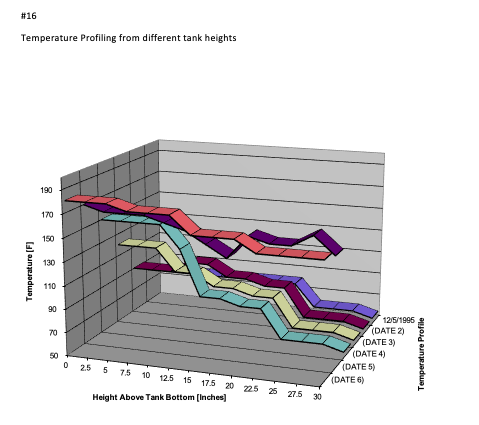 #16
Temperature Profiling from different tank heights
190
170
150
130
110
90
70
50
Temperature [F]
0
2.5
5
7.5
10
12.5
15
17.5
20
22.5
25
27.5
30
Height Above Tank Bottom [Inches]
12/5/1995
(DATE 2)
(DATE 3)
(DATE 4)
(DATE 5)
(DATE 6)
Temperature Profile